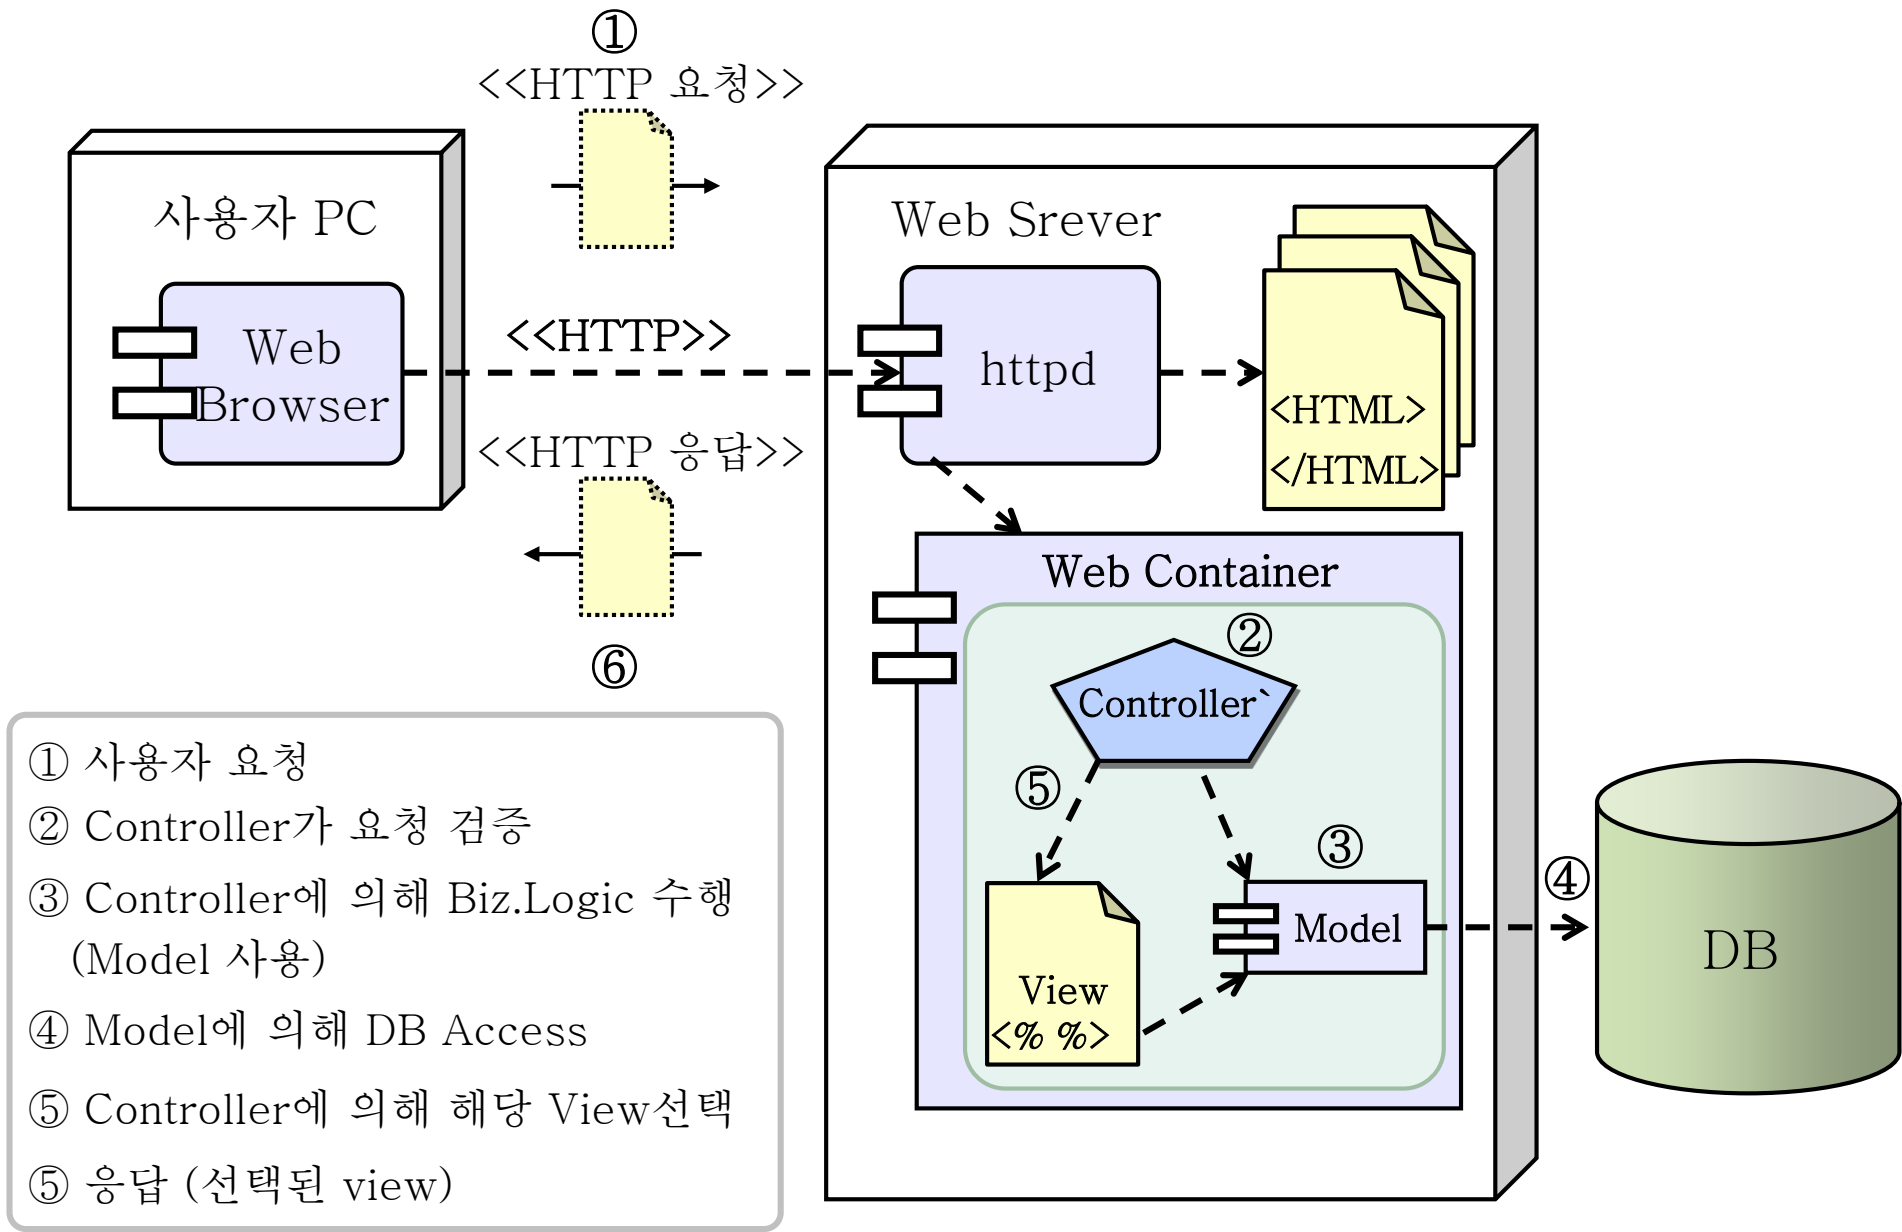 ①
<<HTTP 요청>>
사용자 PC
Web
Browser
<<HTTP>>
<<HTTP 응답>>
⑥
Web Srever
httpd
<HTML>
</HTML>
Web Container
②
Controller`
⑤
③
Model
View
<% %>
④
DB
① 사용자 요청
② Controller가 요청 검증
③ Controller에 의해 Biz.Logic 수행
(Model 사용)
④ Model에 의해 DB Access
⑤ Controller에 의해 해당 View선택
⑤ 응답 (선택된 view)